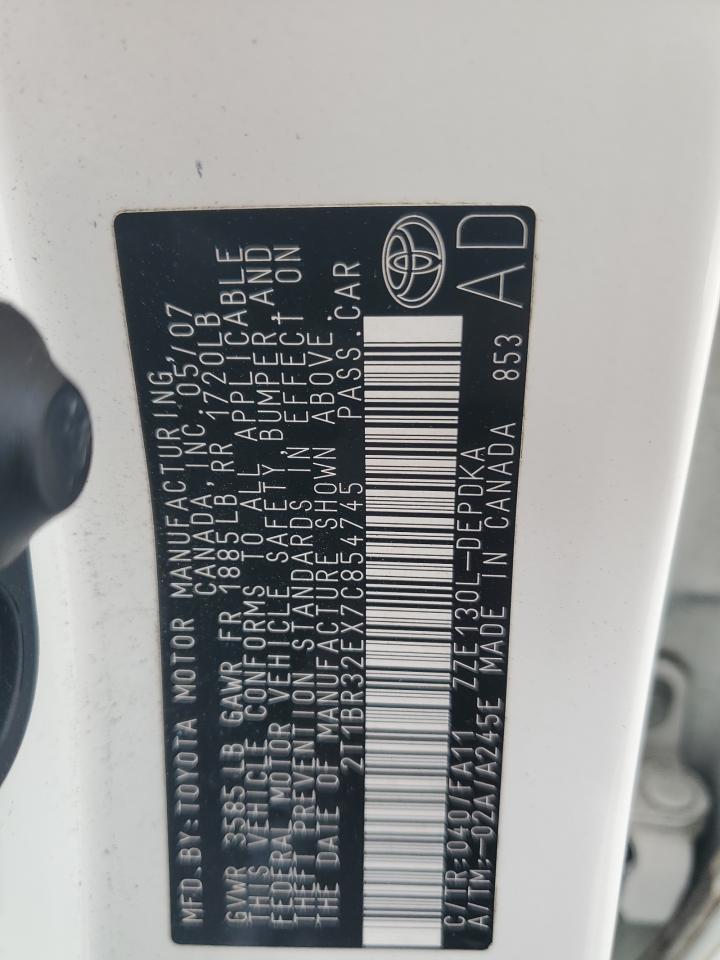 MFD.BY:TOYOTA MOTOR MANUFACTURING,
CANADA, INC. 05/07
GVWR 3585LB GAWR FR 1885LB,RR 1720LB
THIS VEHICLE CONFORMS TO ALL APPLICABLE
FEDERAL MOTOR VEHICLE SAFETY, BUMPER,AND
THEFT PREVENTION STANDARDS IN EFFECT ON
THE DATE OF MANUFACTURE SHOWN ABOVE.
2T1BR32EX7C854745 PASS.CAR
C/TR:040/FA11 ZZE130L-DEPDKA
A/TM:-02A/A245E MADE IN CANADA 853
AD